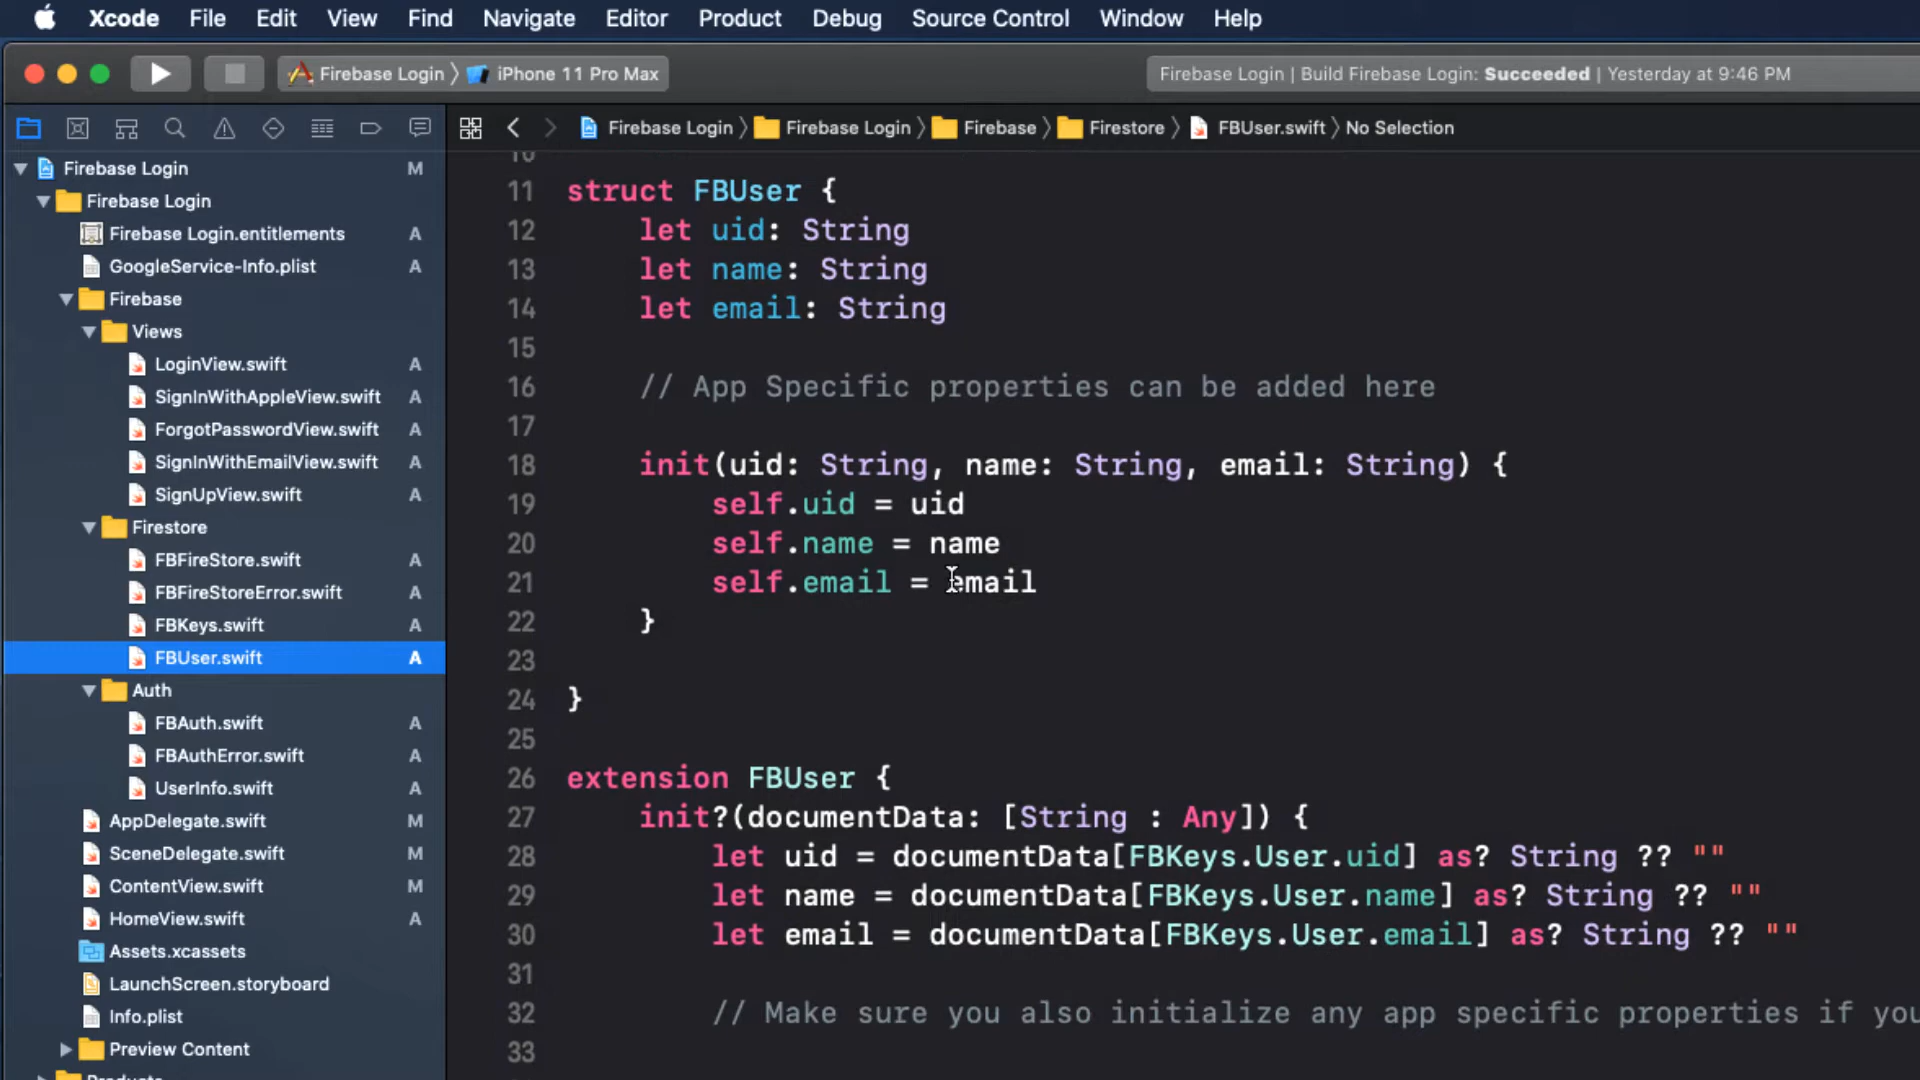 Xcode File Edit View Find Navigate Editor Product Debug Source Control Window Help
Firebase Login iPhone 11 Pro Max Firebase Login | Build Firebase Login: Succeeded | Yesterday at 9:46 PM
Firebase Login Firebase Login Firebase Firestore FBUser.swift No Selection
Firebase Login M
Firebase Login
Firebase Login.entitlements A
GoogleService-Info.plist A
Firebase
Views
LoginView.swift A
SignInWithAppleView.swift A
ForgotPasswordView.swift A
SignInWithEmailView.swift A
SignUpView.swift A
Firestore
FBFireStore.swift A
FBFireStoreError.swift A
FBKeys.swift A
FBUser.swift A
Auth
FBAuth.swift A
FBAuthError.swift A
UserInfo.swift A
AppDelegate.swift M
SceneDelegate.swift M
ContentView.swift M
HomeView.swift A
Assets.xcassets
LaunchScreen.storyboard
Info.plist
Preview Content
Products
10
11 struct FBUser {
12 let uid: String
13 let name: String
14 let email: String
15
16 // App Specific properties can be added here
17
18 init(uid: String, name: String, email: String) {
19 self.uid = uid
20 self.name = name
21 self.email = email
22 }
23
24 }
25
26 extension FBUser {
27 init?(documentData: [String : Any]) {
28 let uid = documentData[FBKeys.User.uid] as? String ?? ""
29 let name = documentData[FBKeys.User.name] as? String ?? ""
30 let email = documentData[FBKeys.User.email] as? String ?? ""
31
32 // Make sure you also initialize any app specific properties if you
33